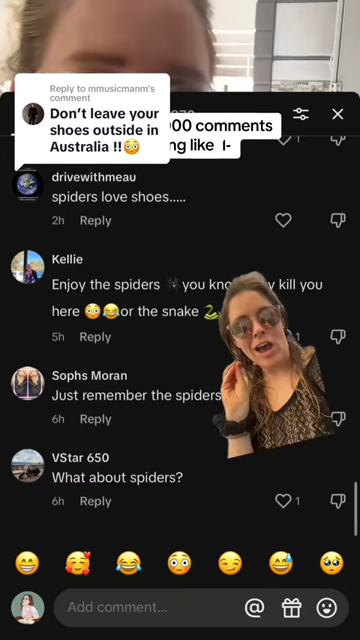 Reply to mmusicmanm's
comment
Don't leave your
shoes outside in
Australia !!😳
000 comments
ng like I-
drivewithmeau
spiders love shoes.....
2h Reply
Kellie
Enjoy the spiders 🕷 you kill you
here 😳😂or the snake 🐍
5h Reply
1
Sophs Moran
Just remember the spiders
6h Reply
VStar 650
What about spiders?
6h Reply
1
😁 🥰 😂 😳 😏 😅 🥺
Add comment...